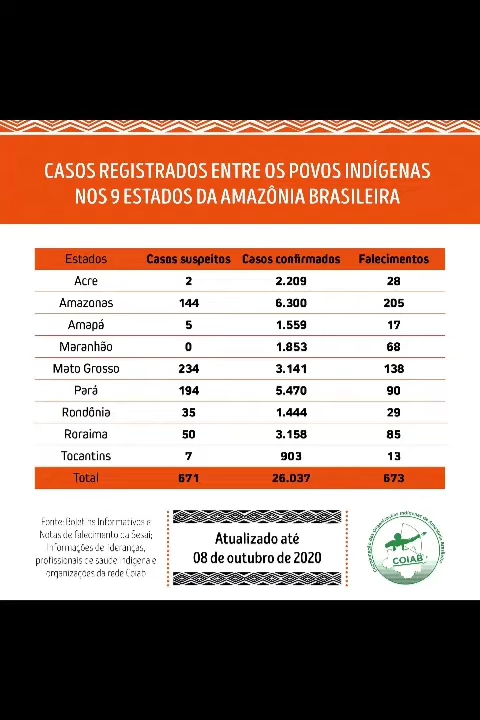 CASOS REGISTRADOS ENTRE OS POVOS INDÍGENAS
NOS 9 ESTADOS DA AMAZÔNIA BRASILEIRA
Estados Casos suspeitos Casos confirmados Falecimentos
Acre 2 2.209 28
Amazonas 144 6.300 205
Amapá 5 1.559 17
Maranhão 0 1.853 68
Mato Grosso 234 3.141 138
Pará 194 5.470 90
Rondônia 35 1.444 29
Roraima 50 3.158 85
Tocantins 7 903 13
Total 671 26.037 673
Fonte: Boletins Informativos e
Notas de falecimento da Sesai;
Informações de lideranças,
profissionais de saúde indígena e
organizações da rede Coiab
Atualizado até
08 de outubro de 2020
COIAB